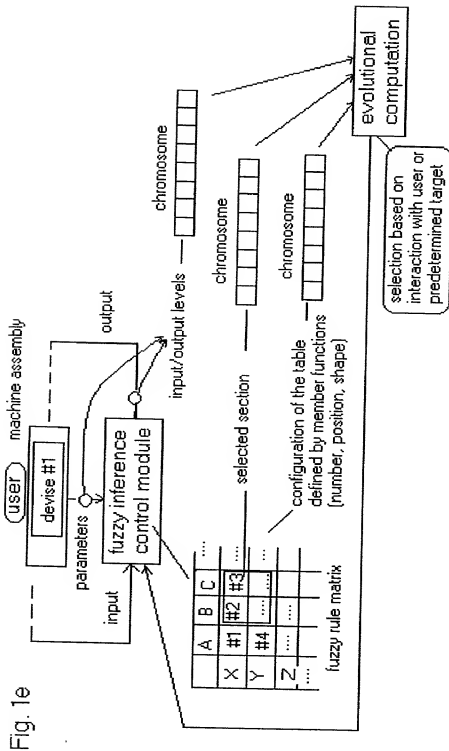 Fig. 1e
user
machine assembly
devise #1
parameters
input
output
fuzzy inference
control module
input/output levels
chromosome
A B C ....
X #1 #2 #3 ....
Y #4 .... ....
Z .... ....
....
fuzzy rule matrix
selected section
chromosome
configuration of the table
defined by member functions
(number, position, shape)
chromosome
evolutional
computation
selection based on
interaction with user or
predetermined target